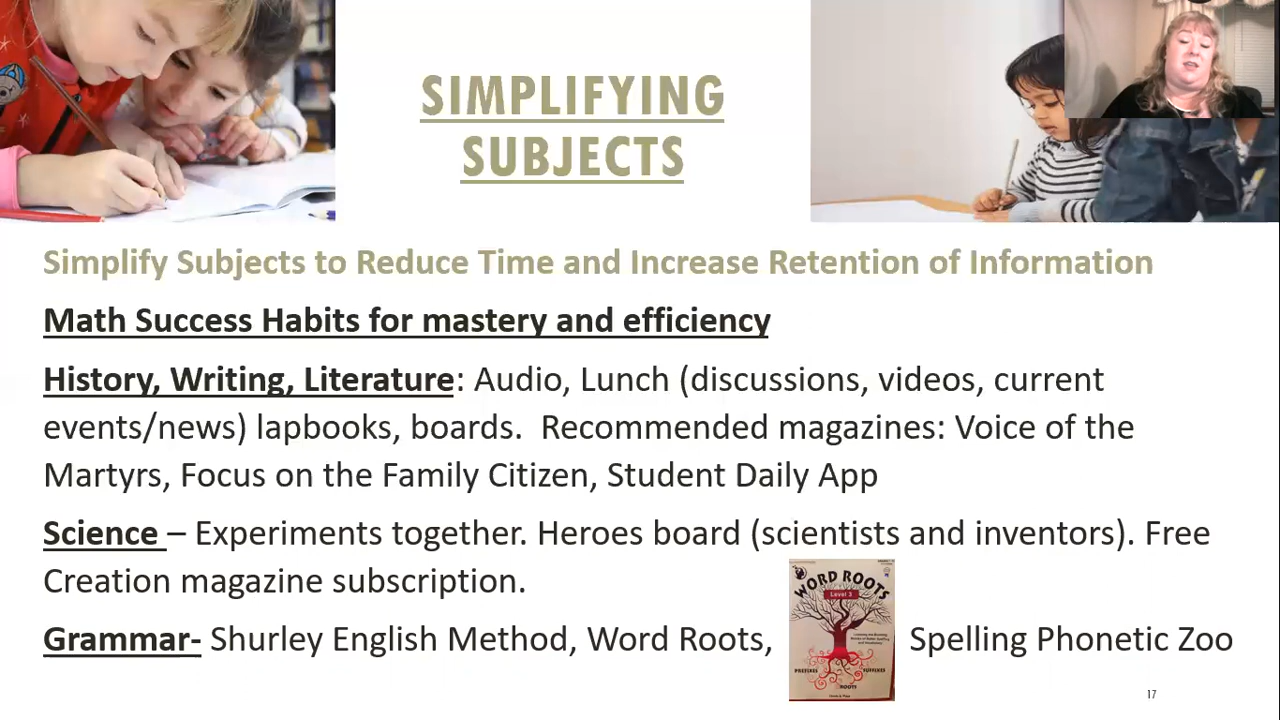 SIMPLIFYING
SUBJECTS
Simplify Subjects to Reduce Time and Increase Retention of Information
Math Success Habits for mastery and efficiency
History, Writing, Literature: Audio, Lunch (discussions, videos, current
events/news) lapbooks, boards.  Recommended magazines: Voice of the
Martyrs, Focus on the Family Citizen, Student Daily App
Science – Experiments together. Heroes board (scientists and inventors). Free
Creation magazine subscription.
Grammar- Shurley English Method, Word Roots, Spelling Phonetic Zoo
WORD ROOTS
Level 2
PREFIXES
SUFFIXES
ROOTS
17